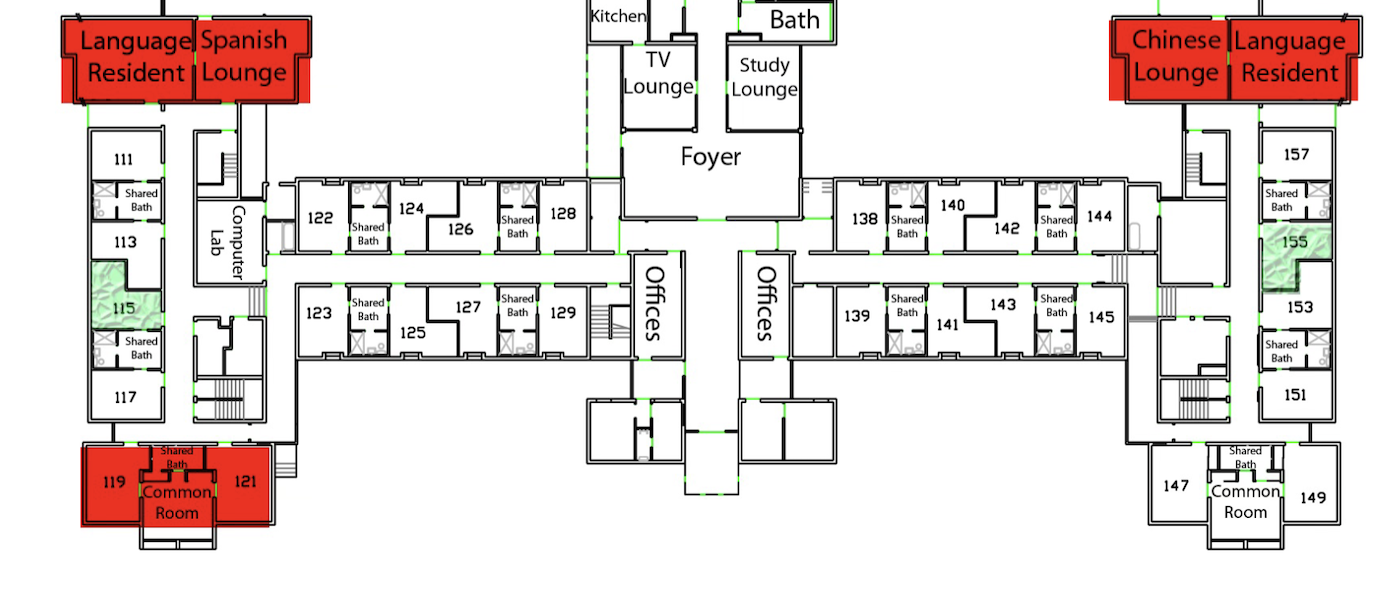 Kitchen
Bath
Language
Resident
Spanish
Lounge
TV
Lounge
Study
Lounge
Chinese
Lounge
Language
Resident
Foyer
111
Shared
Bath
113
115
Shared
Bath
117
Computer
Lab
122
Shared
Bath
124
126
Shared
Bath
128
123
Shared
Bath
125
127
Shared
Bath
129
Offices
Offices
138
Shared
Bath
140
142
Shared
Bath
144
139
Shared
Bath
141
143
Shared
Bath
145
157
Shared
Bath
155
153
Shared
Bath
151
119
Shared
Bath
Common
Room
121
147
Shared
Bath
Common
Room
149